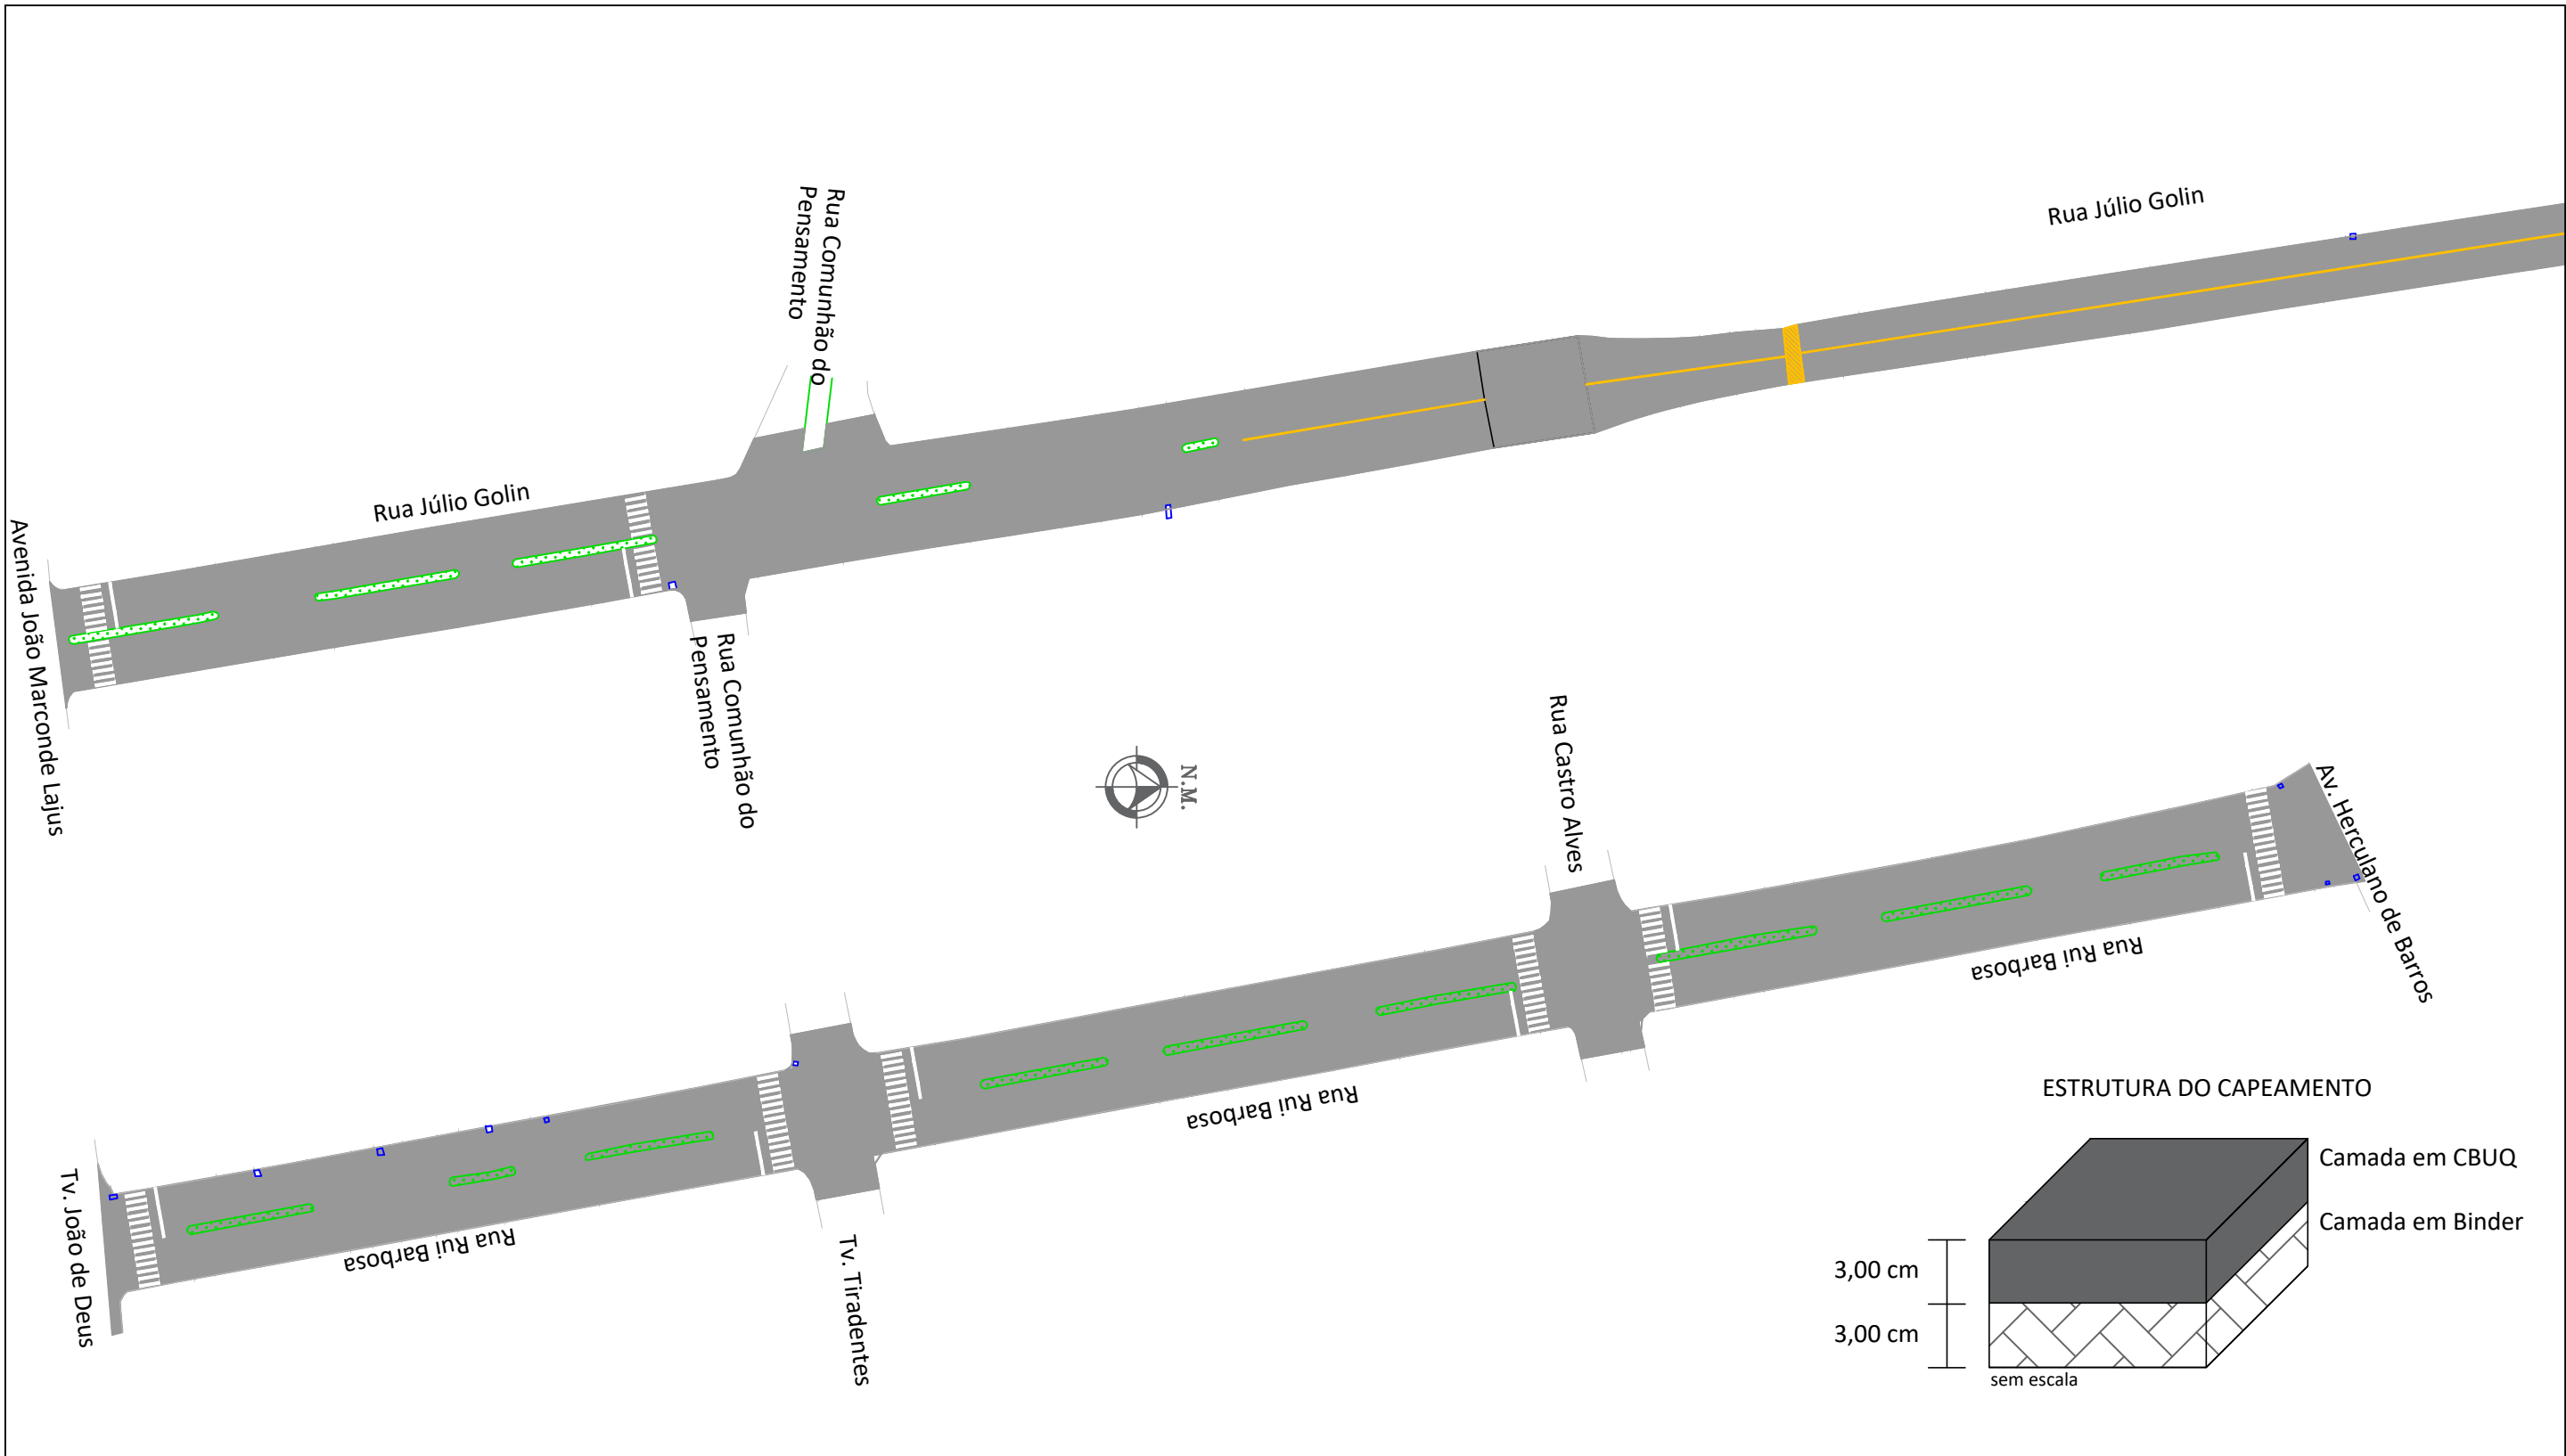 Rua Júlio Golin
Rua Comunhão do
Pensamento
Rua Júlio Golin
Avenida João Marconde Lajus
Rua Comunhão do
Pensamento
N.M.
Rua Castro Alves
Av. Herculano de Barros
Rua Rui Barbosa
Rua Rui Barbosa
Rua Rui Barbosa
Tv. João de Deus
Tv. Tiradentes
ESTRUTURA DO CAPEAMENTO
Camada em CBUQ
Camada em Binder
3,00 cm
3,00 cm
sem escala